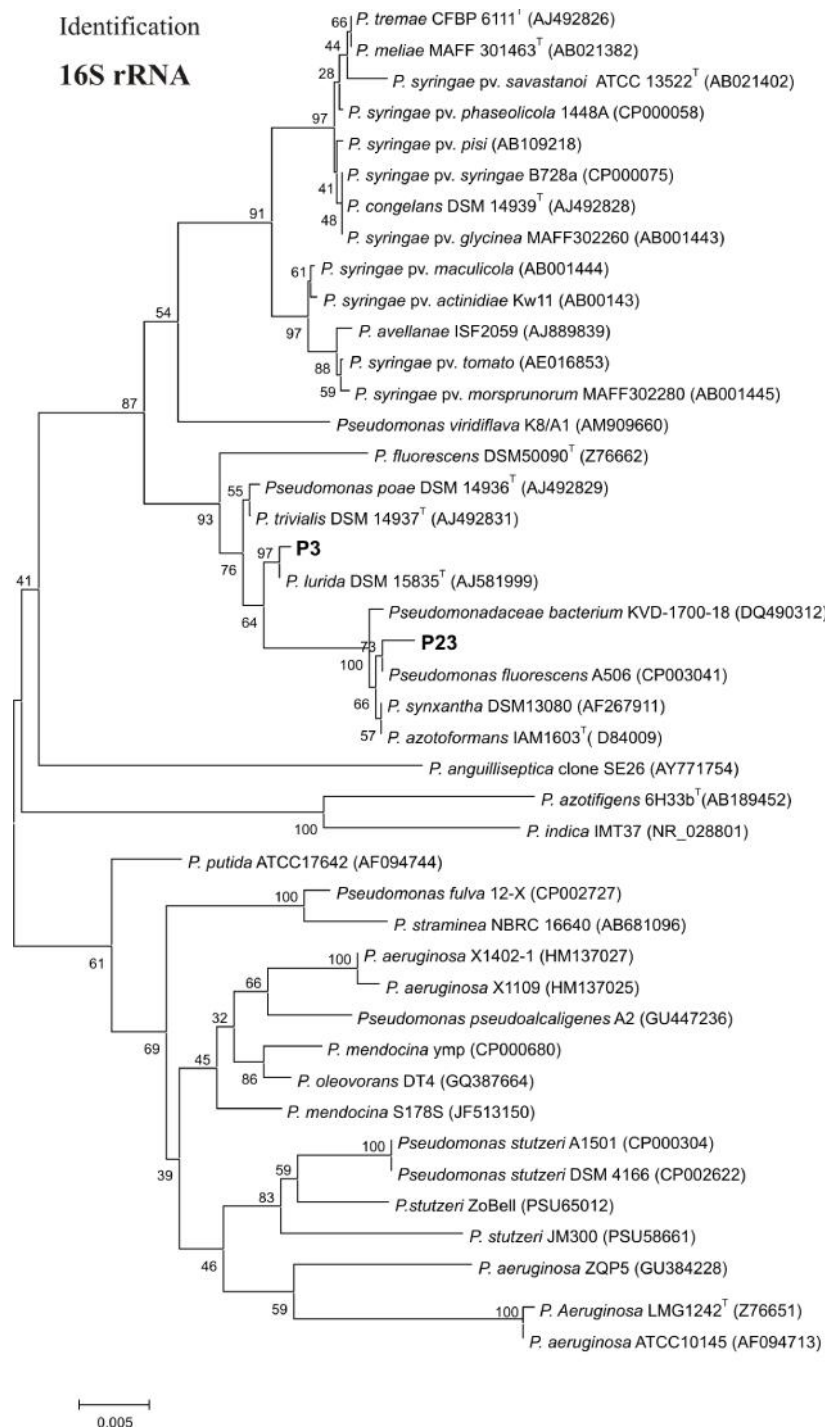 Identification
16S rRNA
66
P. tremae CFBP 6111ᵀ (AJ492826)
44
P. meliae MAFF 301463ᵀ (AB021382)
28
P. syringae pv. savastanoi ATCC 13522ᵀ (AB021402)
97
P. syringae pv. phaseolicola 1448A (CP000058)
P. syringae pv. pisi (AB109218)
P. syringae pv. syringae B728a (CP000075)
41
P. congelans DSM 14939ᵀ (AJ492828)
91
48
P. syringae pv. glycinea MAFF302260 (AB001443)
61
P. syringae pv. maculicola (AB001444)
P. syringae pv. actinidiae Kw11 (AB00143)
54
97
P. avellanae ISF2059 (AJ889839)
88
P. syringae pv. tomato (AE016853)
59
P. syringae pv. morsprunorum MAFF302280 (AB001445)
87
Pseudomonas viridiflava K8/A1 (AM909660)
P. fluorescens DSM50090ᵀ (Z76662)
55
Pseudomonas poae DSM 14936ᵀ (AJ492829)
93
P. trivialis DSM 14937ᵀ (AJ492831)
97
P3
76
P. lurida DSM 15835ᵀ (AJ581999)
41
64
Pseudomonadaceae bacterium KVD-1700-18 (DQ490312)
73
P23
100
Pseudomonas fluorescens A506 (CP003041)
66
P. synxantha DSM13080 (AF267911)
57
P. azotoformans IAM1603ᵀ( D84009)
P. anguilliseptica clone SE26 (AY771754)
P. azotifigens 6H33bᵀ(AB189452)
100
P. indica IMT37 (NR_028801)
P. putida ATCC17642 (AF094744)
100
Pseudomonas fulva 12-X (CP002727)
P. straminea NBRC 16640 (AB681096)
61
100
P. aeruginosa X1402-1 (HM137027)
66
P. aeruginosa X1109 (HM137025)
32
Pseudomonas pseudoalcaligenes A2 (GU447236)
69
45
P. mendocina ymp (CP000680)
86
P. oleovorans DT4 (GQ387664)
P. mendocina S178S (JF513150)
100
Pseudomonas stutzeri A1501 (CP000304)
39
59
Pseudomonas stutzeri DSM 4166 (CP002622)
83
P.stutzeri ZoBell (PSU65012)
P. stutzeri JM300 (PSU58661)
46
P. aeruginosa ZQP5 (GU384228)
59
100
P. Aeruginosa LMG1242ᵀ (Z76651)
P. aeruginosa ATCC10145 (AF094713)
0.005